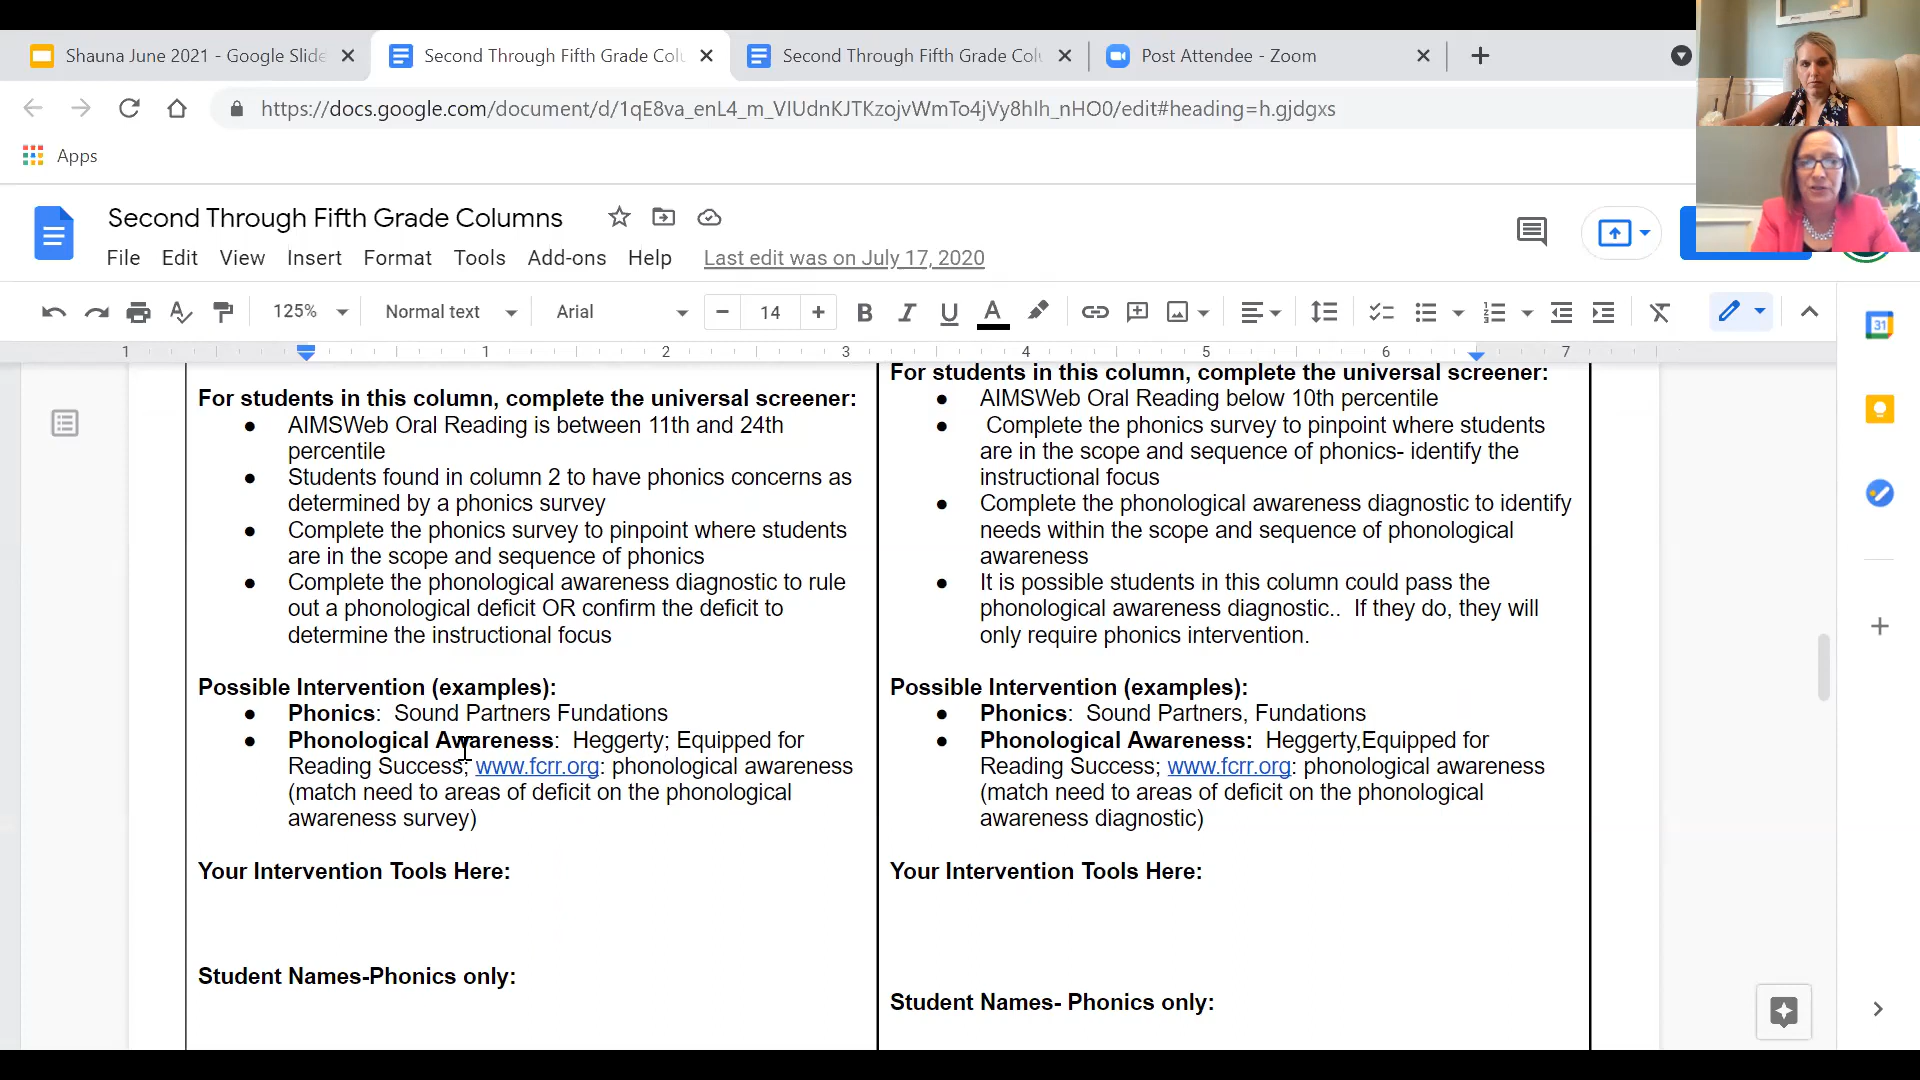 Shauna June 2021 - Google Slide
Second Through Fifth Grade Colu
Second Through Fifth Grade Colu
Post Attendee - Zoom
https://docs.google.com/document/d/1qE8va_enL4_m_VIUdnKJTKzojvWmTo4jVy8hIh_nHO0/edit#heading=h.gjdgxs
Apps
Second Through Fifth Grade Columns
File Edit View Insert Format Tools Add-ons Help Last edit was on July 17, 2020
125% Normal text Arial 14
31
1 1 2 3 4 5 6 7
For students in this column, complete the universal screener:
AIMSWeb Oral Reading is between 11th and 24th
percentile
Students found in column 2 to have phonics concerns as
determined by a phonics survey
Complete the phonics survey to pinpoint where students
are in the scope and sequence of phonics
Complete the phonological awareness diagnostic to rule
out a phonological deficit OR confirm the deficit to
determine the instructional focus
Possible Intervention (examples):
Phonics: Sound Partners Fundations
Phonological Awareness: Heggerty; Equipped for
Reading Success; www.fcrr.org: phonological awareness
(match need to areas of deficit on the phonological
awareness survey)
Your Intervention Tools Here:
Student Names-Phonics only:
For students in this column, complete the universal screener:
AIMSWeb Oral Reading below 10th percentile
Complete the phonics survey to pinpoint where students
are in the scope and sequence of phonics- identify the
instructional focus
Complete the phonological awareness diagnostic to identify
needs within the scope and sequence of phonological
awareness
It is possible students in this column could pass the
phonological awareness diagnostic.. If they do, they will
only require phonics intervention.
Possible Intervention (examples):
Phonics: Sound Partners, Fundations
Phonological Awareness: Heggerty,Equipped for
Reading Success; www.fcrr.org: phonological awareness
(match need to areas of deficit on the phonological
awareness diagnostic)
Your Intervention Tools Here:
Student Names- Phonics only: